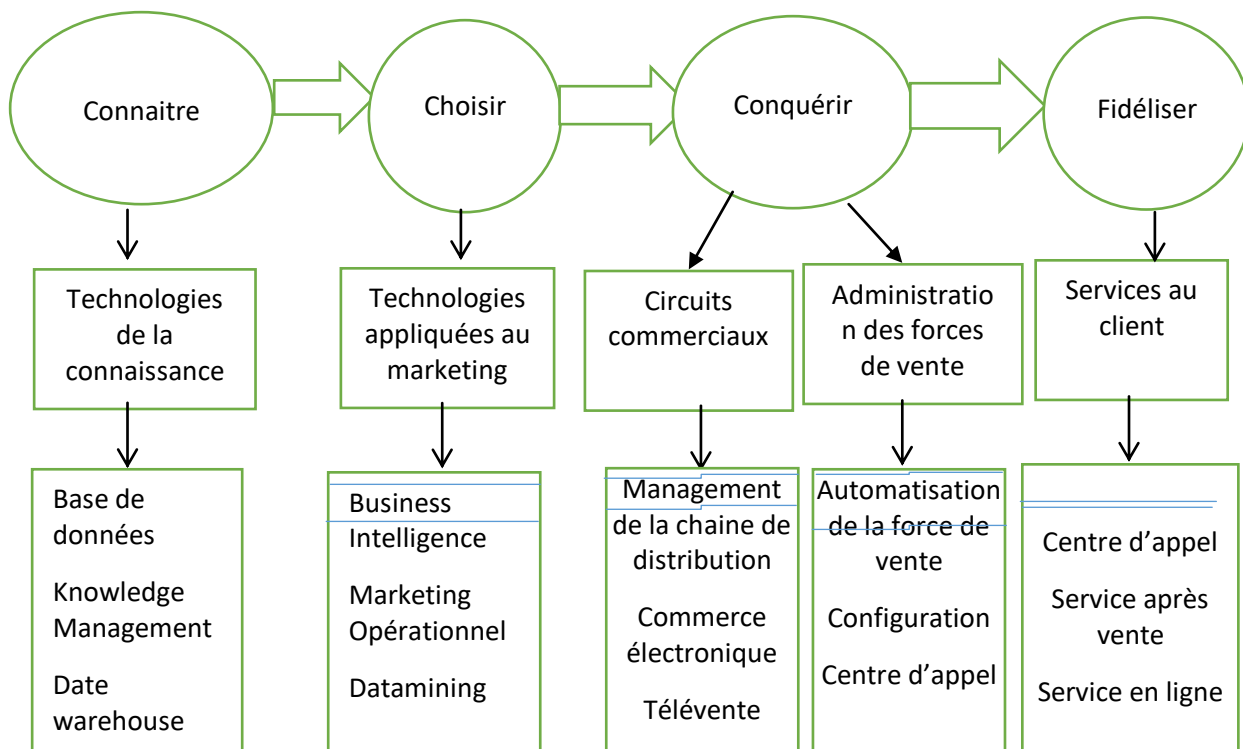 Connaitre
Choisir
Conquérir
Fidéliser
Technologies
de la
connaissance
Technologies
appliquées au
marketing
Circuits
commerciaux
Administratio
n des forces
de vente
Services au
client
Base de
données
Knowledge
Management
Date
warehouse
Business
Intelligence
Marketing
Opérationnel
Datamining
Management
de la chaine de
distribution
Commerce
électronique
Télévente
Automatisation
de la force de
vente
Configuration
Centre d’appel
Centre d’appel
Service après
vente
Service en ligne